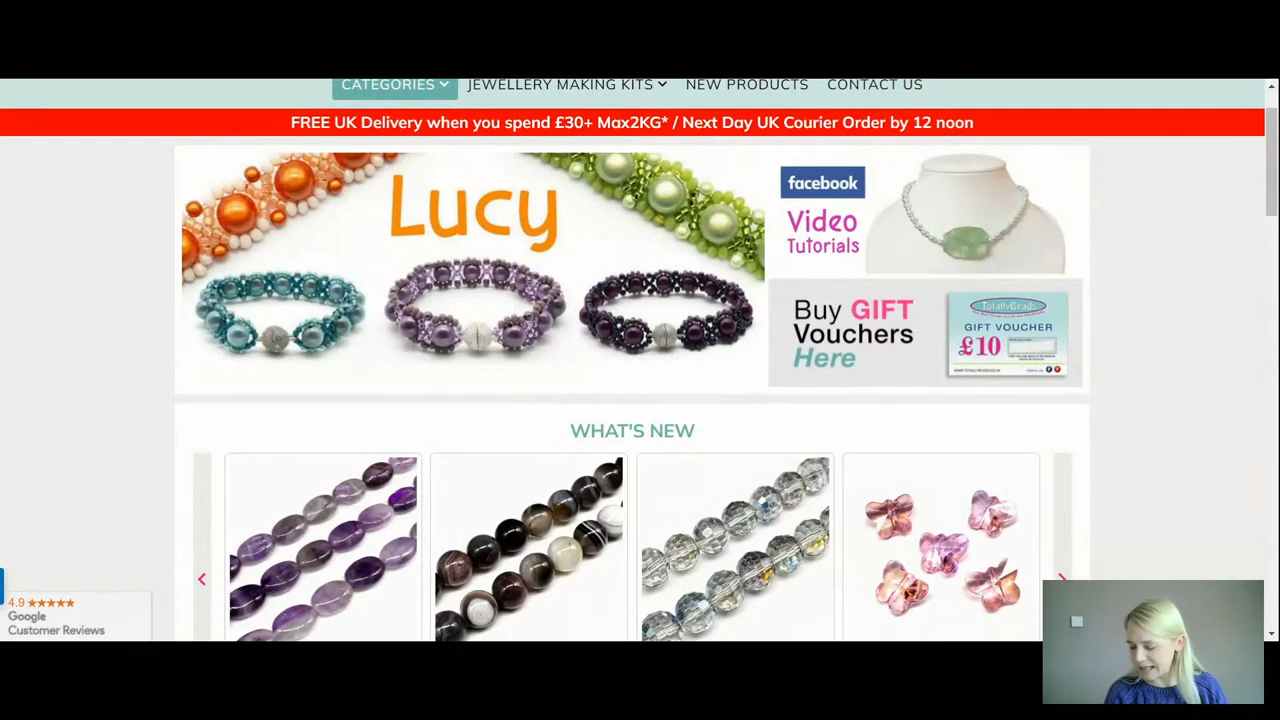 CATEGORIES JEWELLERY MAKING KITS NEW PRODUCTS CONTACT US
FREE UK Delivery when you spend £30+ Max2KG* / Next Day UK Courier Order by 12 noon
Lucy
facebook
Video
Tutorials
Buy GIFT
Vouchers
Here
TotallyBeads
GIFT VOUCHER
£10
WHAT'S NEW
4.9 ★★★★★
Google
Customer Reviews